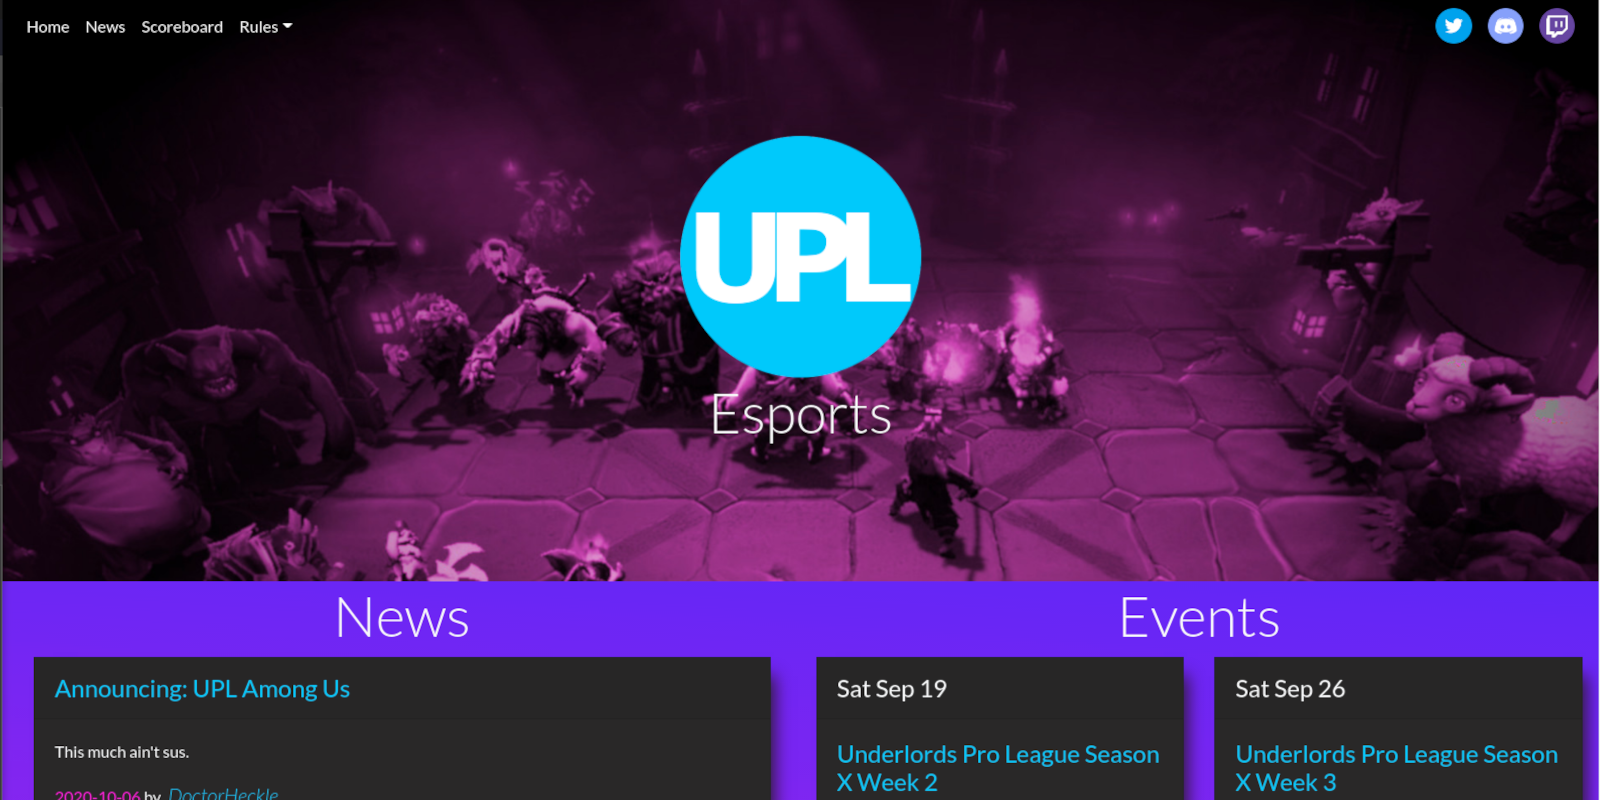 Home News Scoreboard Rules
UPL
Esports
News
Announcing: UPL Among Us
This much ain't sus.
2020-10-06 by DoctorHeckle
Events
Sat Sep 19
Underlords Pro League Season
X Week 2
Sat Sep 26
Underlords Pro League Season
X Week 3